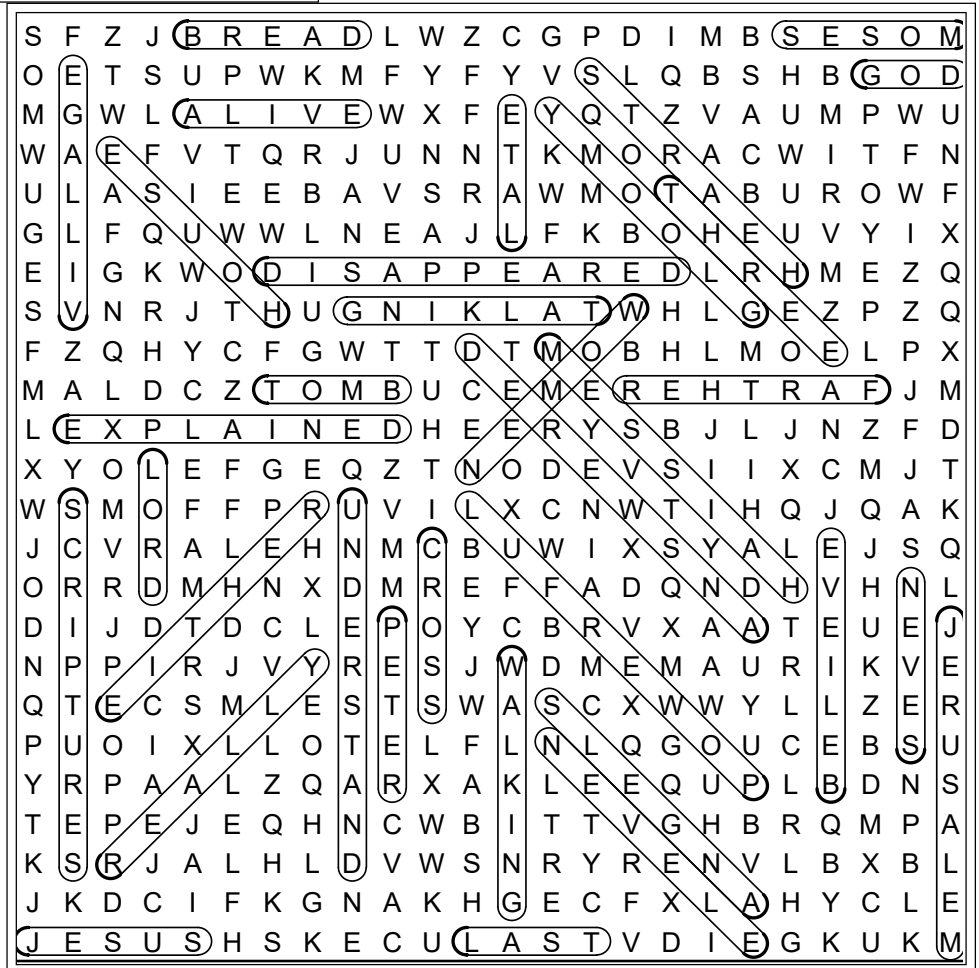 S F Z J B R E A D L W Z C G P D I M B S E S O M
O E T S U P W K M F Y F Y V S L Q B S H B G O D
M G W L A L I V E W X F E Y Q T Z V A U M P W U
W A E F V T Q R J U N N T K M O R A C W I T F N
U L A S I E E B A V S R A W M O T A B U R O W F
G L F Q U W W L N E A J L F K B O H E U V Y I X
E I G K W O D I S A P P E A R E D L R H M E Z Q
S V N R J T H U G N I K L A T W H L G E Z P Z Q
F Z Q H Y C F G W T T D T M O B H L M O E L P X
M A L D C Z T O M B U C E M E R E H T R A F J M
L E X P L A I N E D H E E R Y S B J L J N Z F D
X Y O L E F G E Q Z T N O D E V S I I X C M J T
W S M O F F P R U V I L X C N W T I H Q J Q A K
J C V R A L E H N M C B U W I X S Y A L E J S Q
O R R D M H N X D M R E F F A D Q N D H V H N L
D I J D T D C L E P O Y C B R V X A A T E U E J
N P P I R J V Y R E S J W D M E M A U R I K V E
Q T E C S M L E S T S W A S C X W W Y L L Z E R
P U O I X L L O T E L F L N L Q G O U C E B S U
Y R P A A L Z Q A R X A K L E E Q U P L B D N S
T E P E J E Q H N C W B I T T V G H B R Q M P A
K S R J A L H L D V W S N R Y R E N V L B X B L
J K D C I F K G N A K H G E C F X L A H Y C L E
J E S U S H S K E C U L A S T V D I E G K U K M